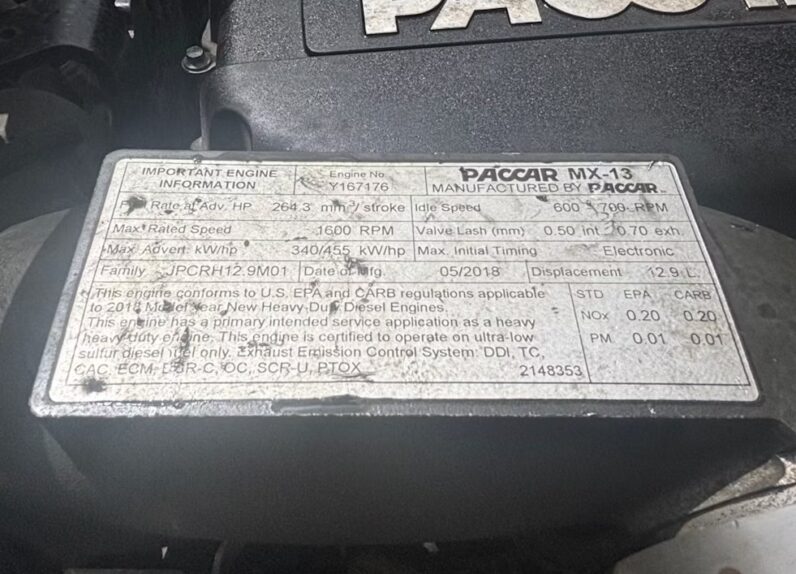 PACCAR
IMPORTANT ENGINE INFORMATION
Engine No
Y167176
PACCAR MX-13
MANUFACTURED BY PACCAR
Rate at Adv. HP 264.3 mm³/stroke
Idle Speed 600 - 700 RPM
Max Rated Speed 1600 RPM
Valve Lash (mm) 0.50 int. 0.70 exh.
Max. Advert. kW/hp 340/455 kW/hp
Max. Initial Timing Electronic
Family JPCRH12.9M01
Date of Mfg. 05/2018
Displacement 12.9 L
This engine conforms to U.S. EPA and CARB regulations applicable
to 2018 Model Year New Heavy-Duty Diesel Engines.
This engine has a primary intended service application as a heavy
heavy duty engine. This engine is certified to operate on ultra-low
sulfur diesel fuel only. Exhaust Emission Control System: DDI, TC,
CAC, ECM, EGR-C, OC, SCR-U, PTOX 2148353
STD EPA CARB
NOx 0.20 0.20
PM 0.01 0.01